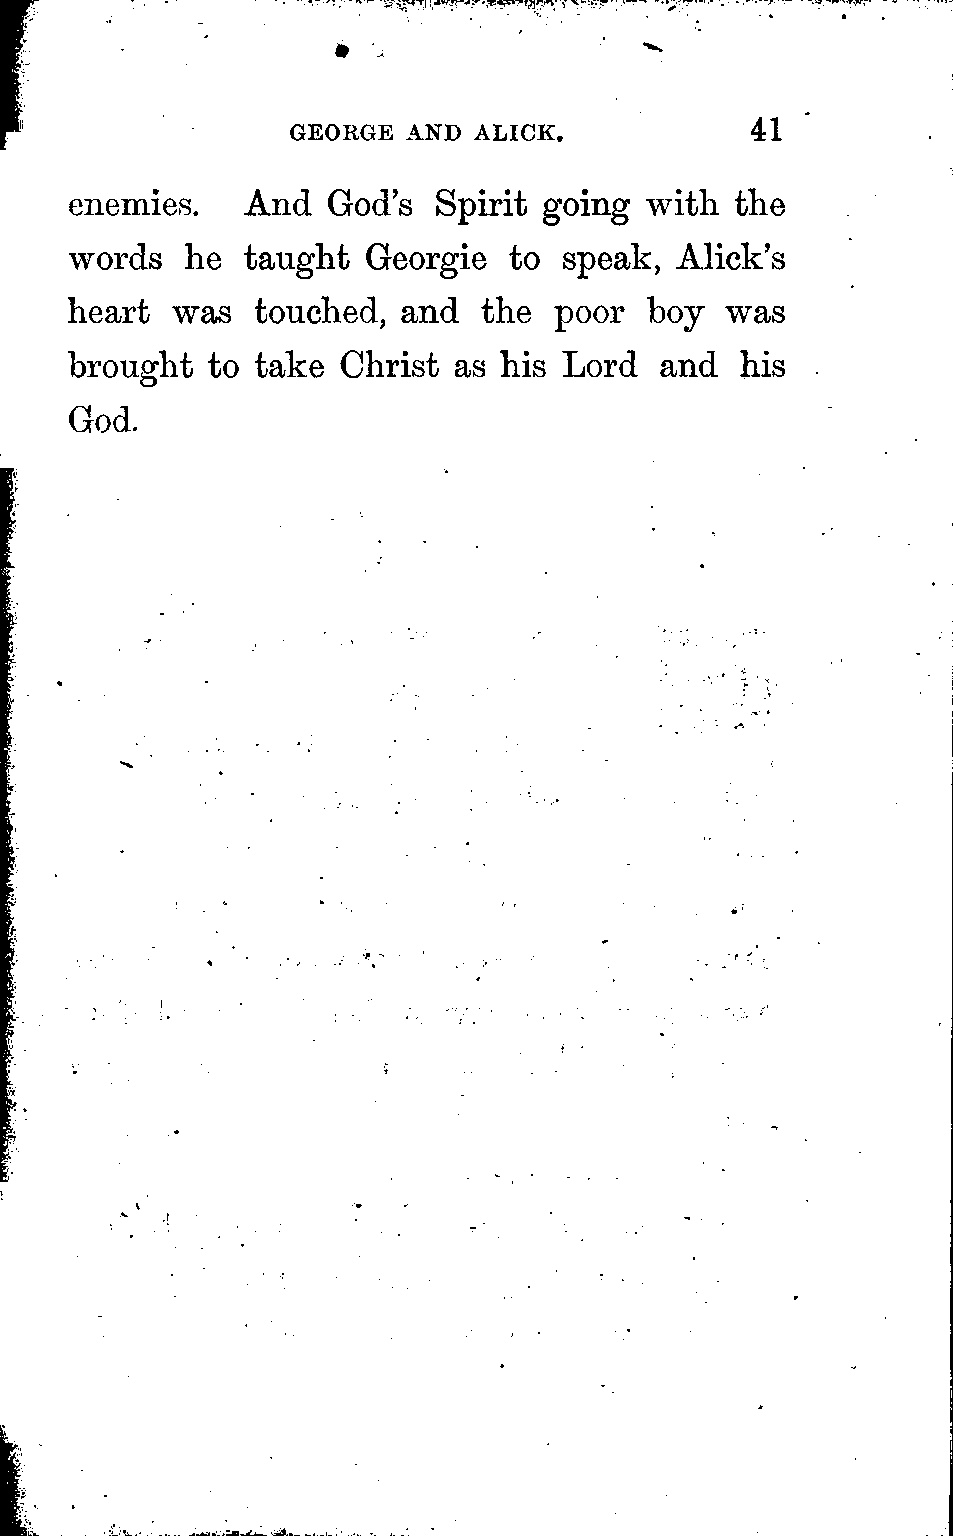 GEORGE AND ALICK. 41
enemies. And God's Spirit going with the
words he taught Georgie to speak, Alick's
heart was touched, and the poor boy was
brought to take Christ as his Lord and his
God.